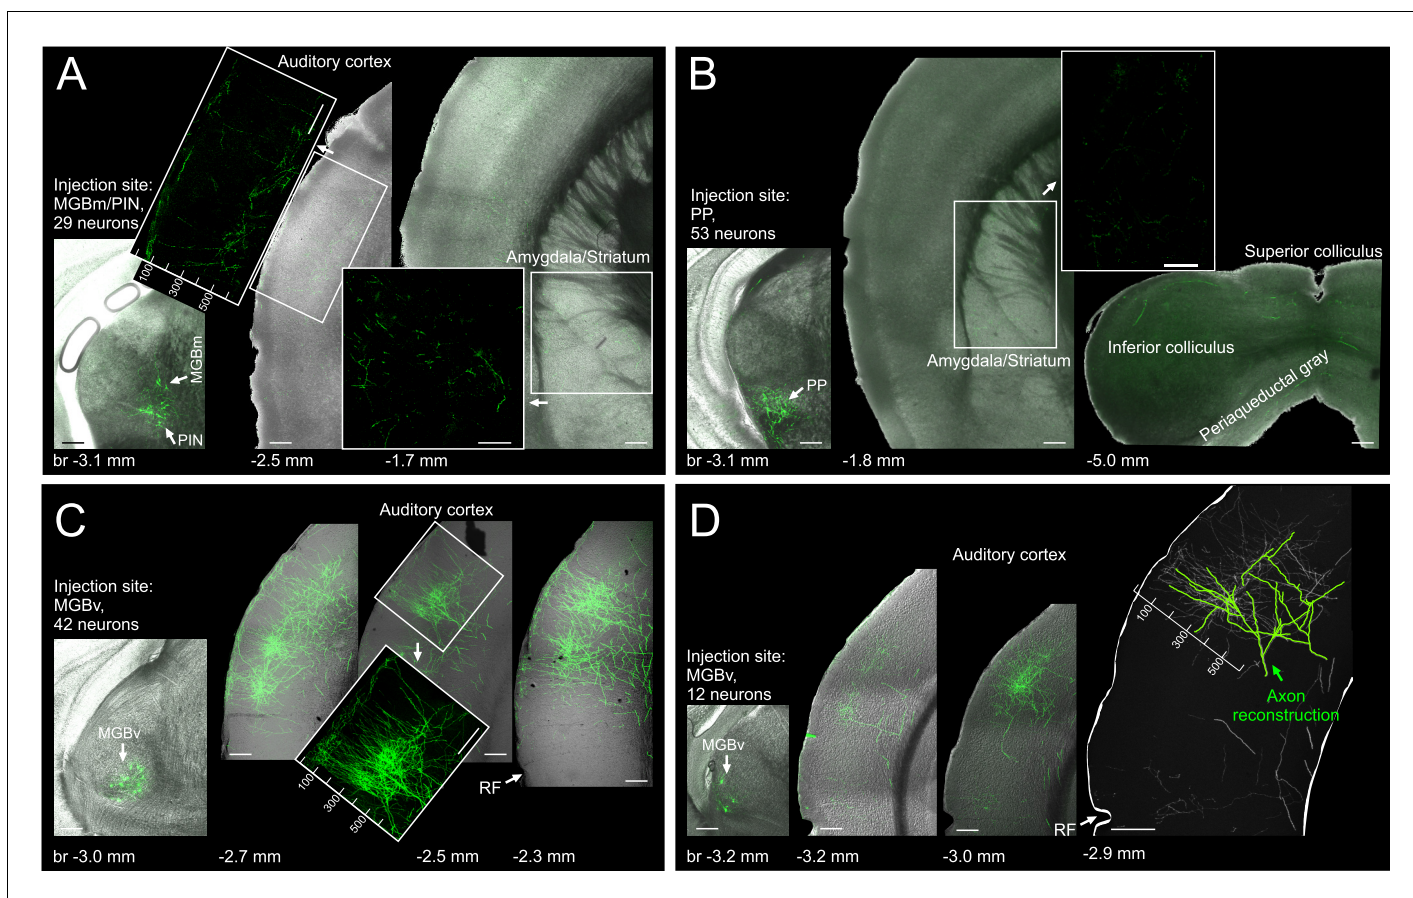 A
Auditory cortex
Injection site:
MGBm/PIN,
29 neurons
100
300
500
MGBm
PIN
Amygdala/Striatum
br -3.1 mm
-2.5 mm
-1.7 mm
B
Injection site:
PP,
53 neurons
PP
Amygdala/Striatum
Superior colliculus
Inferior colliculus
Periaqueductal gray
br -3.1 mm
-1.8 mm
-5.0 mm
C
Auditory cortex
Injection site:
MGBv,
42 neurons
MGBv
100
300
500
RF
br -3.0 mm
-2.7 mm
-2.5 mm
-2.3 mm
D
Auditory cortex
Injection site:
MGBv,
12 neurons
MGBv
100
300
500
Axon
reconstruction
RF
br -3.2 mm
-3.2 mm
-3.0 mm
-2.9 mm